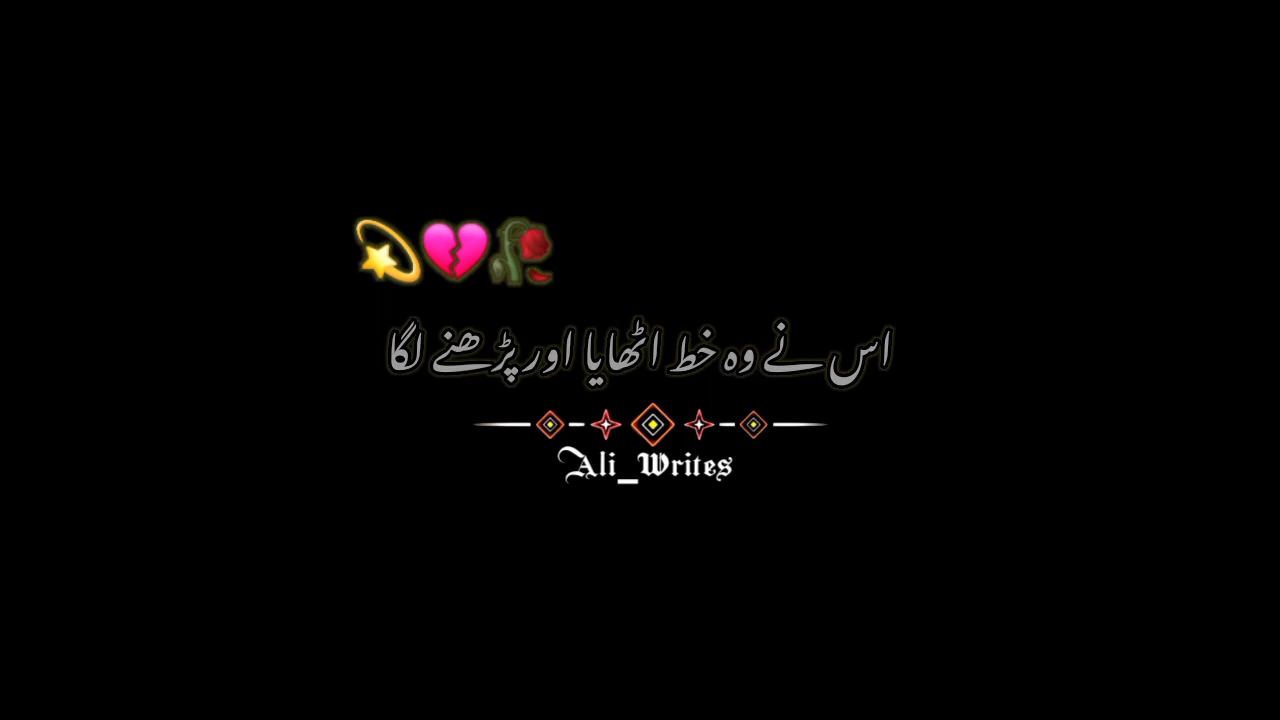 اس نے وہ خط اٹھایا اور پڑھنے لگا
Ali_Writes